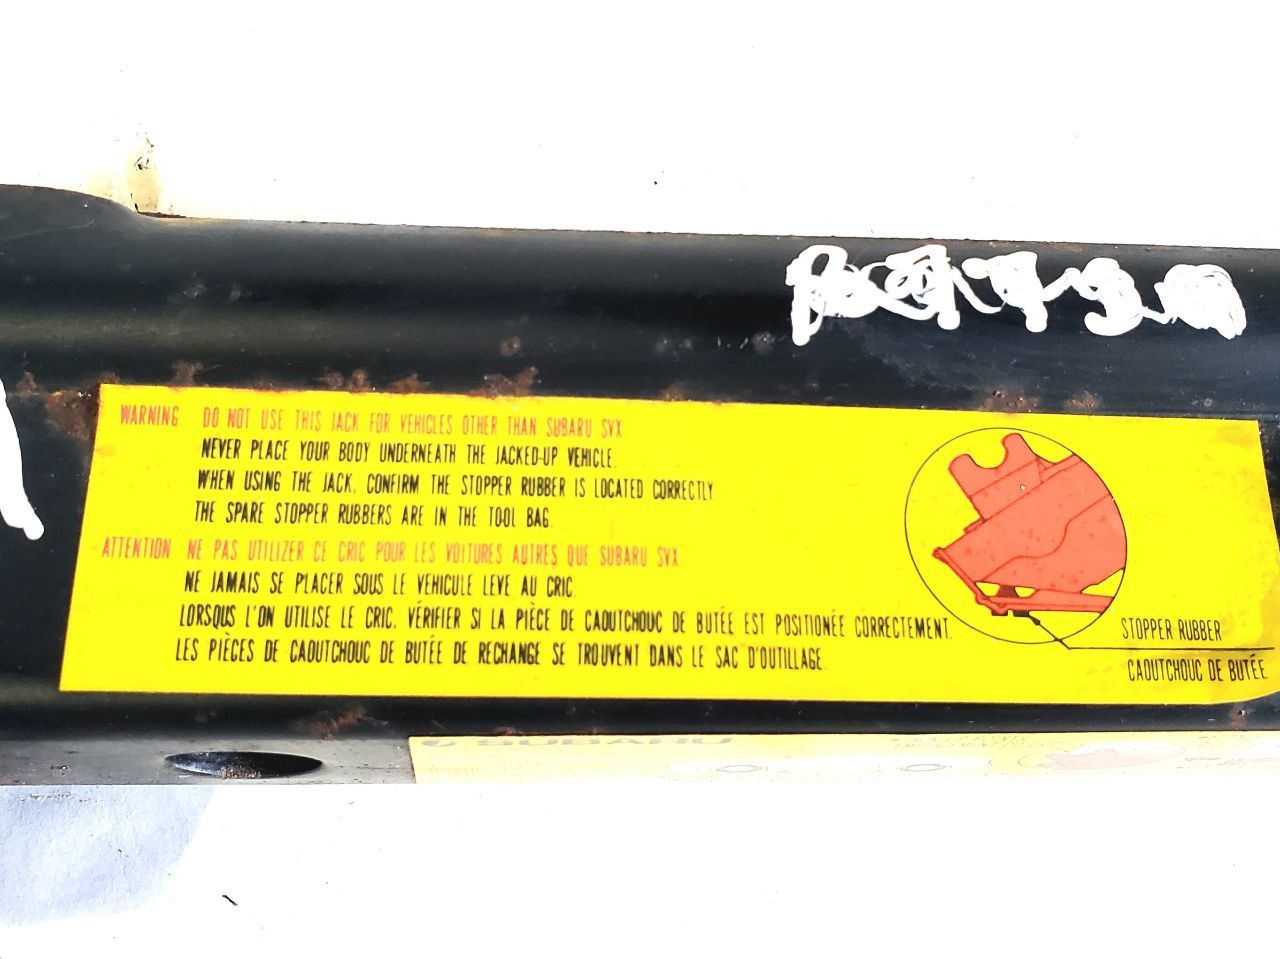 WARNING DO NOT USE THIS JACK FOR VEHICLES OTHER THAN SUBARU SVX.
NEVER PLACE YOUR BODY UNDERNEATH THE JACKED-UP VEHICLE.
WHEN USING THE JACK, CONFIRM THE STOPPER RUBBER IS LOCATED CORRECTLY.
THE SPARE STOPPER RUBBERS ARE IN THE TOOL BAG.
ATTENTION NE PAS UTILIZER CE CRIC POUR LES VOITURES AUTRES QUE SUBARU SVX.
NE JAMAIS SE PLACER SOUS LE VEHICULE LEVE AU CRIC.
LORSQUS L'ON UTILISE LE CRIC, VÉRIFIER SI LA PIÈCE DE CAOUTCHOUC DE BUTÉE EST POSITIONÉE CORRECTEMENT.
LES PIÈCES DE CAOUTCHOUC DE BUTÉE DE RECHANGE SE TROUVENT DANS LE SAC D'OUTILLAGE.
STOPPER RUBBER
CAOUTCHOUC DE BUTÉE
SUBARU